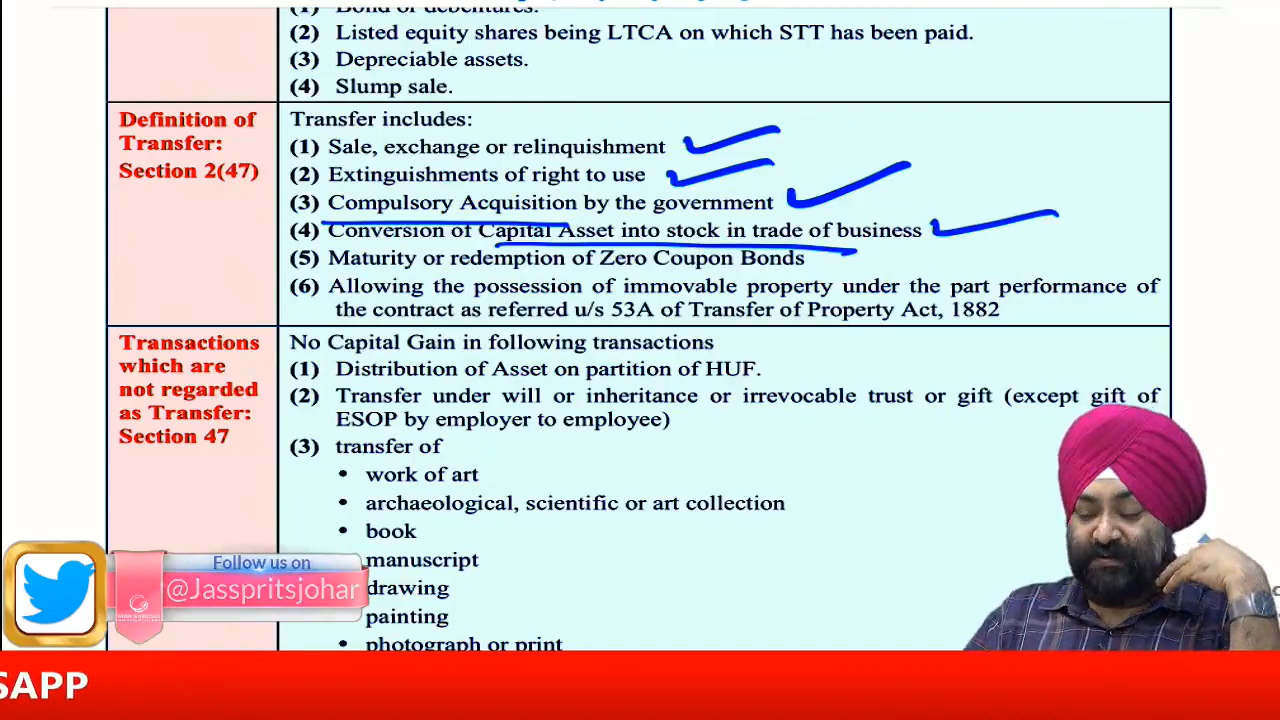 (1) Bond or debentures.
(2) Listed equity shares being LTCA on which STT has been paid.
(3) Depreciable assets.
(4) Slump sale.
Definition of
Transfer:
Section 2(47)
Transfer includes:
(1) Sale, exchange or relinquishment
(2) Extinguishments of right to use
(3) Compulsory Acquisition by the government
(4) Conversion of Capital Asset into stock in trade of business
(5) Maturity or redemption of Zero Coupon Bonds
(6) Allowing the possession of immovable property under the part performance of
the contract as referred u/s 53A of Transfer of Property Act, 1882
Transactions
which are
not regarded
as Transfer:
Section 47
No Capital Gain in following transactions
(1) Distribution of Asset on partition of HUF.
(2) Transfer under will or inheritance or irrevocable trust or gift (except gift of
ESOP by employer to employee)
(3) transfer of
• work of art
• archaeological, scientific or art collection
• book
manuscript
drawing
painting
• photograph or print
Follow us on
@Jasspritsjohar
SAPP